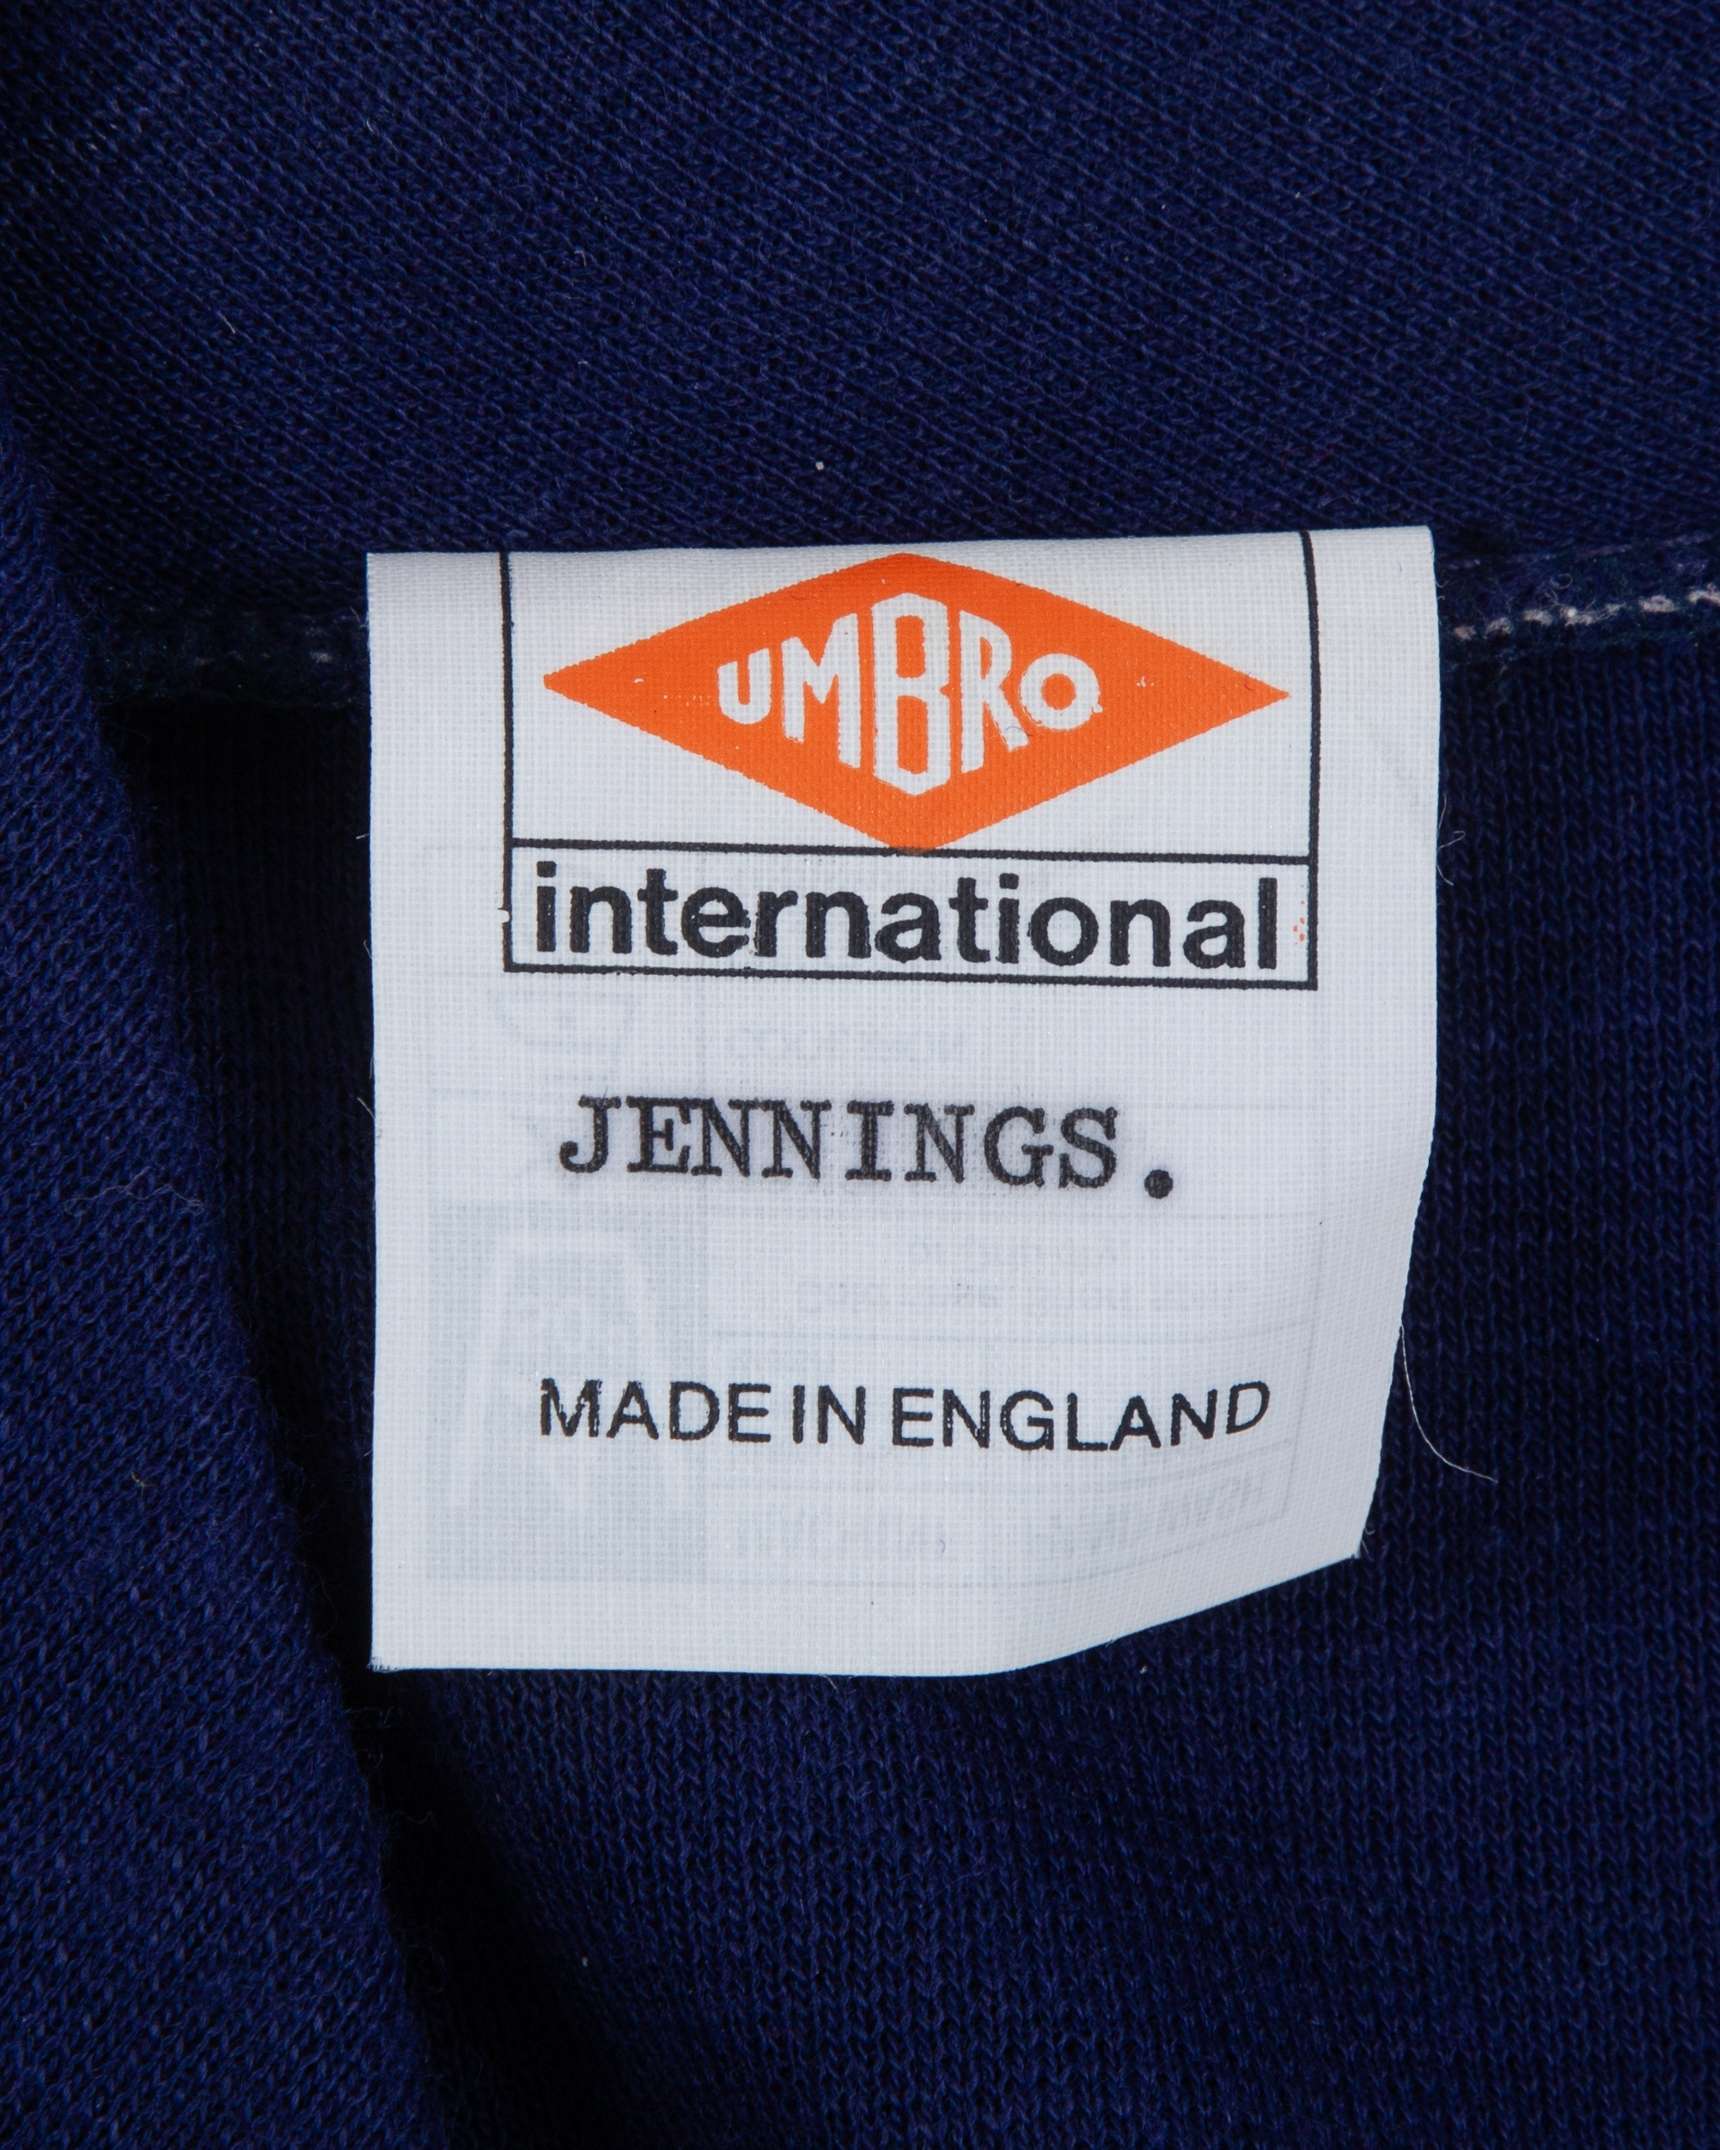 UMBRO
international
JENNINGS.
MADE IN ENGLAND